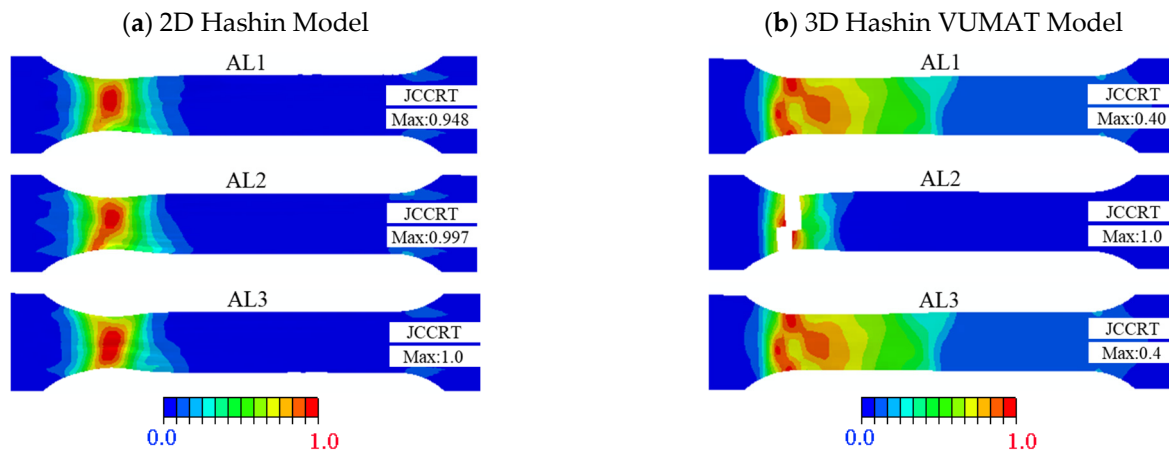 (a) 2D Hashin Model
AL1
JCCRT
Max:0.948
AL2
JCCRT
Max:0.997
AL3
JCCRT
Max:1.0
0.0
1.0
(b) 3D Hashin VUMAT Model
AL1
JCCRT
Max:0.40
AL2
JCCRT
Max:1.0
AL3
JCCRT
Max:0.4
0.0
1.0